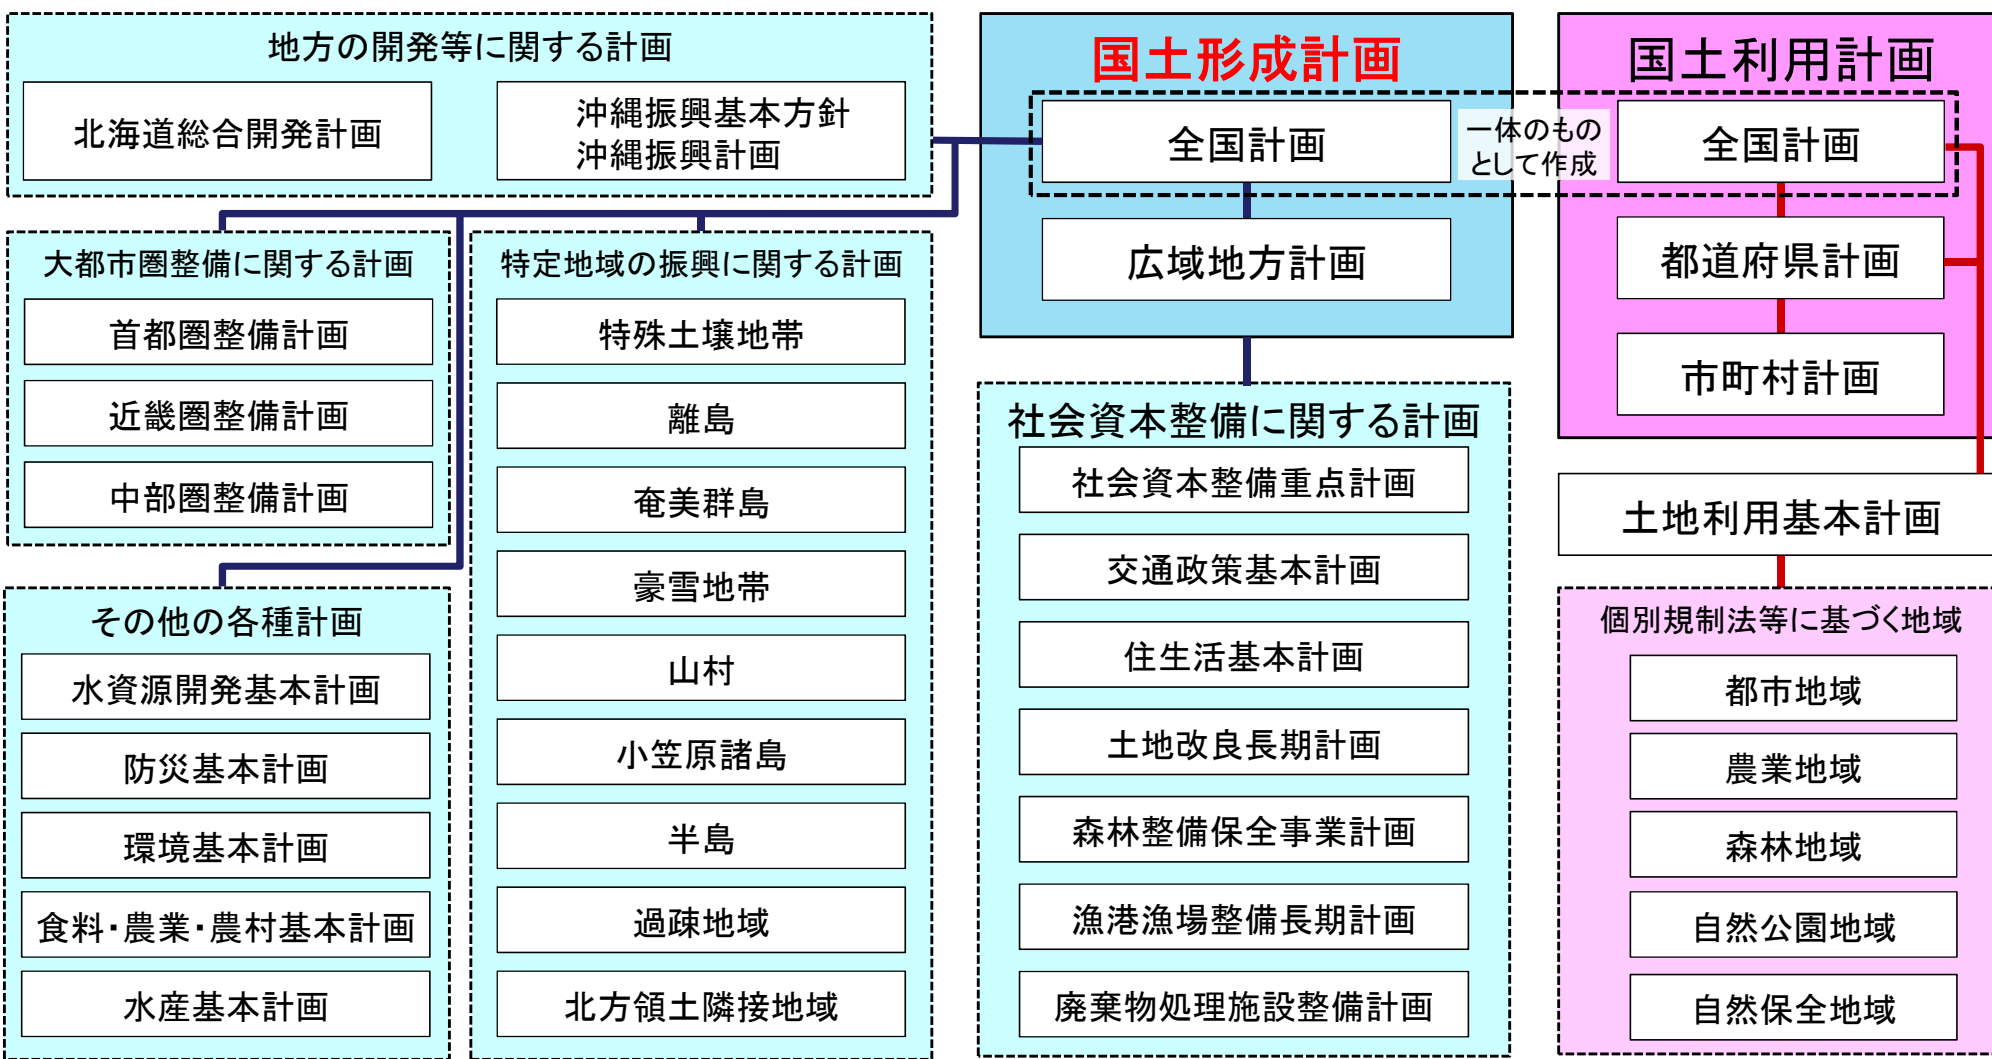 地方の開発等に関する計画
北海道総合開発計画
沖縄振興基本方針
沖縄振興計画
国土形成計画
全国計画
広域地方計画
一体のもの
として作成
国土利用計画
全国計画
都道府県計画
市町村計画
大都市圏整備に関する計画
首都圏整備計画
近畿圏整備計画
中部圏整備計画
特定地域の振興に関する計画
特殊土壌地帯
離島
奄美群島
豪雪地帯
山村
小笠原諸島
半島
過疎地域
北方領土隣接地域
社会資本整備に関する計画
社会資本整備重点計画
交通政策基本計画
住生活基本計画
土地改良長期計画
森林整備保全事業計画
漁港漁場整備長期計画
廃棄物処理施設整備計画
土地利用基本計画
個別規制法等に基づく地域
都市地域
農業地域
森林地域
自然公園地域
自然保全地域
その他の各種計画
水資源開発基本計画
防災基本計画
環境基本計画
食料・農業・農村基本計画
水産基本計画